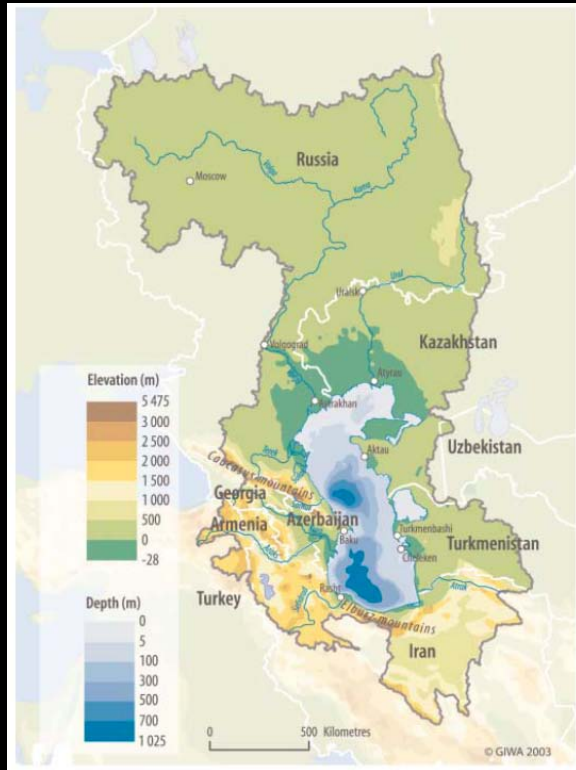 Russia
Moscow
Volga
Kama
Ural
Uralsk
Kazakhstan
Volgograd
Atyrau
Astrakhan
Elevation (m)
5 475
3 000
2 500
2 000
1 500
1 000
500
0
-28
Aktau
Uzbekistan
Terek
Caucasus mountains
Georgia
Armenia
Azerbaijan
Baku
Turkmenbashi
Cheleken
Turkmenistan
Atrek
Rasht
Elburz mountains
Turkey
Iran
Depth (m)
0
5
100
300
500
700
1 025
0
500 Kilometres
© GIWA 2003